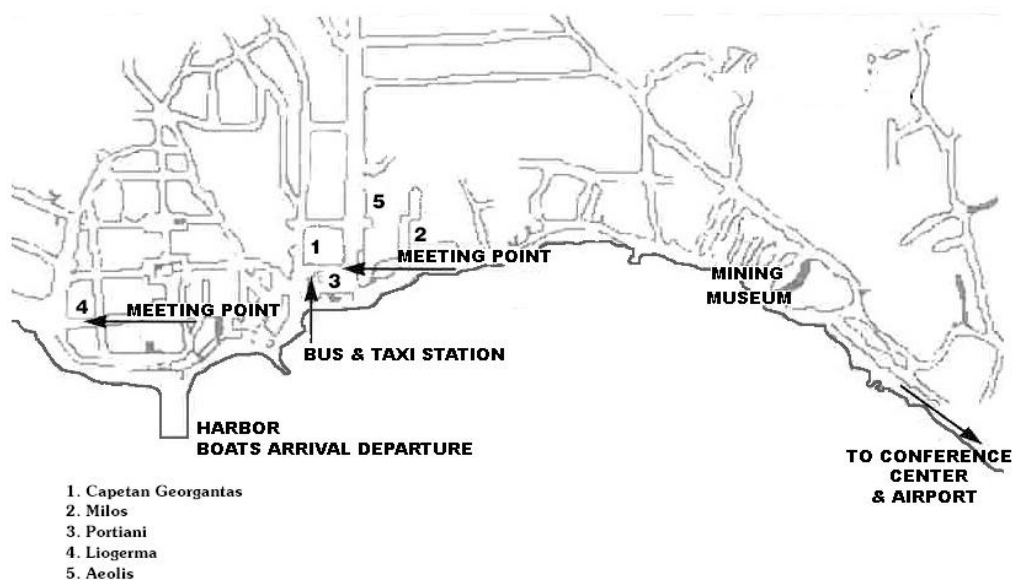 5
1
2
MEETING POINT
3
MINING
MUSEUM
4
MEETING POINT
BUS & TAXI STATION
HARBOR
BOATS ARRIVAL DEPARTURE
TO CONFERENCE
CENTER
& AIRPORT
1. Capetan Georgantas
2. Milos
3. Portiani
4. Liogerma
5. Aeolis